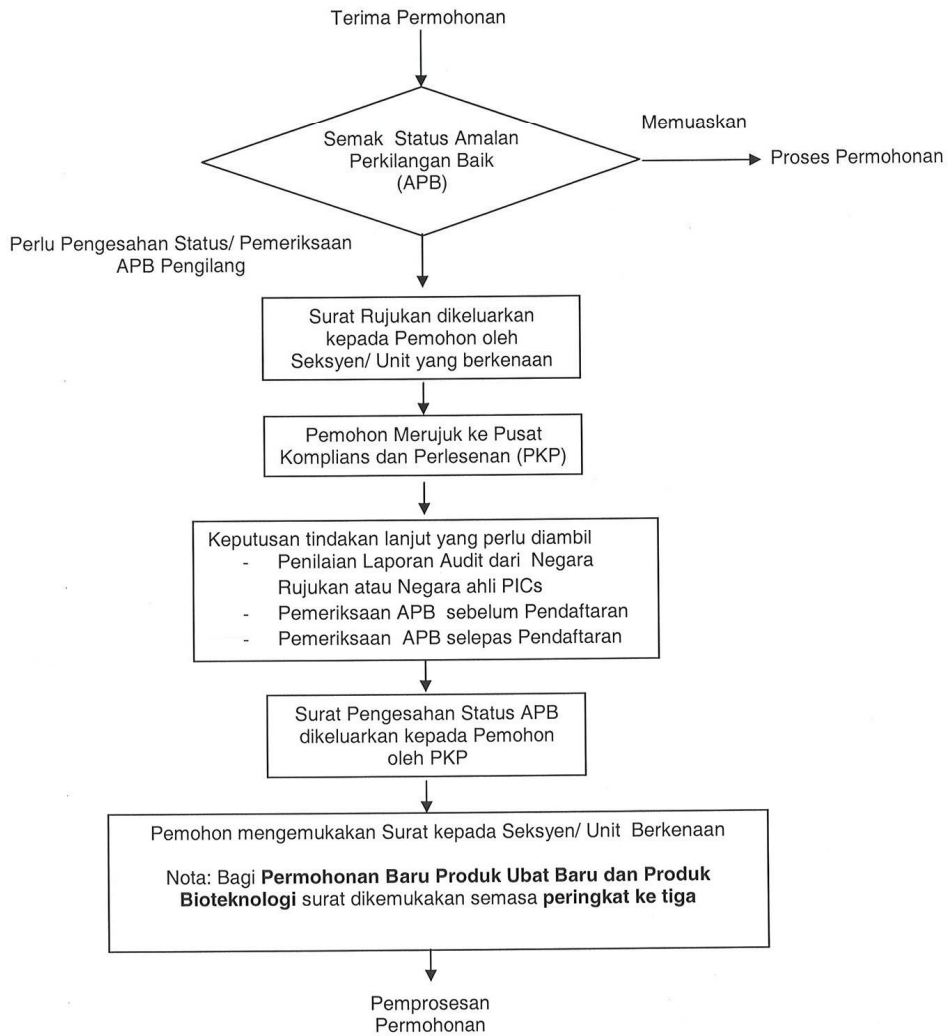 Terima Permohonan
Semak Status Amalan
Perkilangan Baik
(APB)
Memuaskan
Proses Permohonan
Perlu Pengesahan Status/ Pemeriksaan
APB Pengilang
Surat Rujukan dikeluarkan
kepada Pemohon oleh
Seksyen/ Unit yang berkenaan
Pemohon Merujuk ke Pusat
Komplians dan Perlesenan (PKP)
Keputusan tindakan lanjut yang perlu diambil
- Penilaian Laporan Audit dari Negara
Rujukan atau Negara ahli PICs
- Pemeriksaan APB sebelum Pendaftaran
- Pemeriksaan APB selepas Pendaftaran
Surat Pengesahan Status APB
dikeluarkan kepada Pemohon
oleh PKP
Pemohon mengemukakan Surat kepada Seksyen/ Unit Berkenaan
Nota: Bagi Permohonan Baru Produk Ubat Baru dan Produk
Bioteknologi surat dikemukakan semasa peringkat ke tiga
Pemprosesan
Permohonan